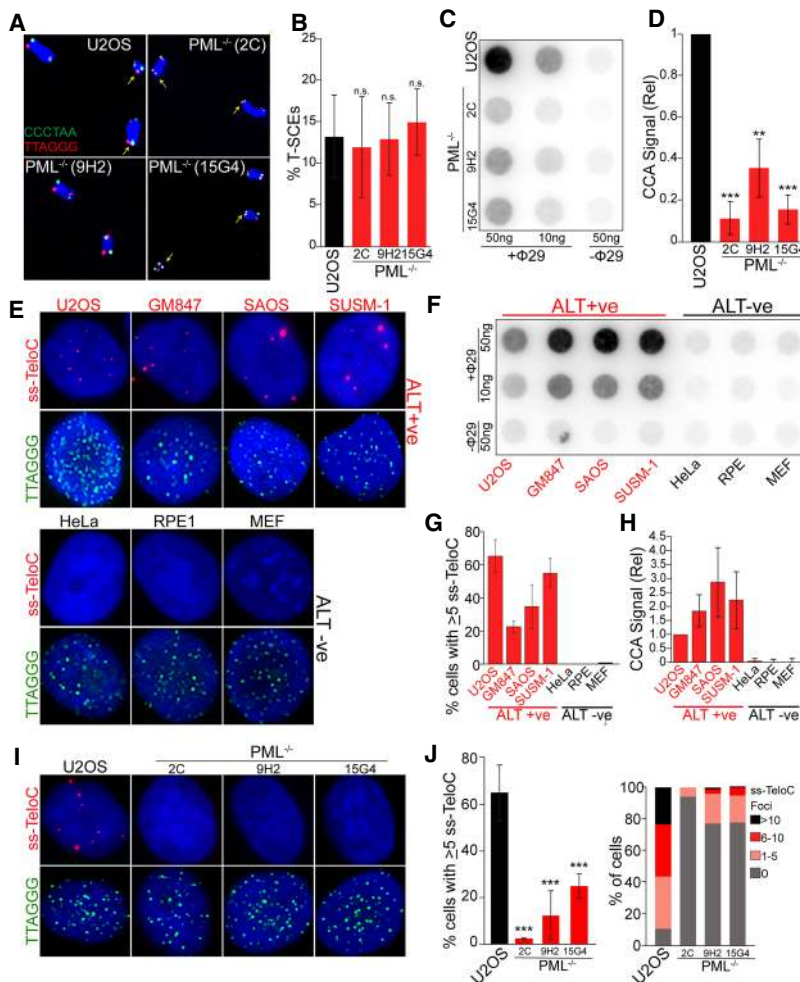 A
U2OS
PML-/- (2C)
CCCTAA
TTAGGG
PML-/- (9H2)
PML-/- (15G4)
B
% T-SCEs
20
15
10
5
0
n.s.
n.s.
n.s.
U2OS
2C 9H2 15G4
PML-/-
C
U2OS
2C
9H2
15G4
PML-/-
50ng 10ng 50ng
+Φ29 -Φ29
D
CCA Signal (Rel)
1
0.8
0.6
0.4
0.2
0
***
**
***
U2OS
2C 9H2 15G4
PML-/-
E
U2OS GM847 SAOS SUSM-1
ss-TeloC
TTAGGG
ALT+ve
HeLa RPE1 MEF
ss-TeloC
TTAGGG
ALT -ve
F
ALT+ve ALT-ve
50ng
10ng
+Φ29
50ng
-Φ29
U2OS GM847 SAOS SUSM-1 HeLa RPE MEF
G
% cells with ≥5 ss-TeloC
80
60
40
20
0
U2OS GM847 SAOS SUSM-1 HeLa RPE MEF
ALT +ve ALT -ve
H
CCA Signal (Rel)
4.5
4.0
3.5
3.0
2.5
2.0
1.5
1.0
0.5
0
U2OS GM847 SAOS SUSM-1 HeLa RPE MEF
ALT +ve ALT -ve
I
PML-/-
U2OS 2C 9H2 15G4
ss-TeloC
TTAGGG
J
% cells with ≥5 ss-TeloC
80
60
40
20
0
***
***
***
U2OS
2C 9H2 15G4
PML-/-
% of cells
100
80
60
40
20
0
U2OS
2C 9H2 15G4
PML-/-
ss-TeloC
Foci
>10
6-10
1-5
0